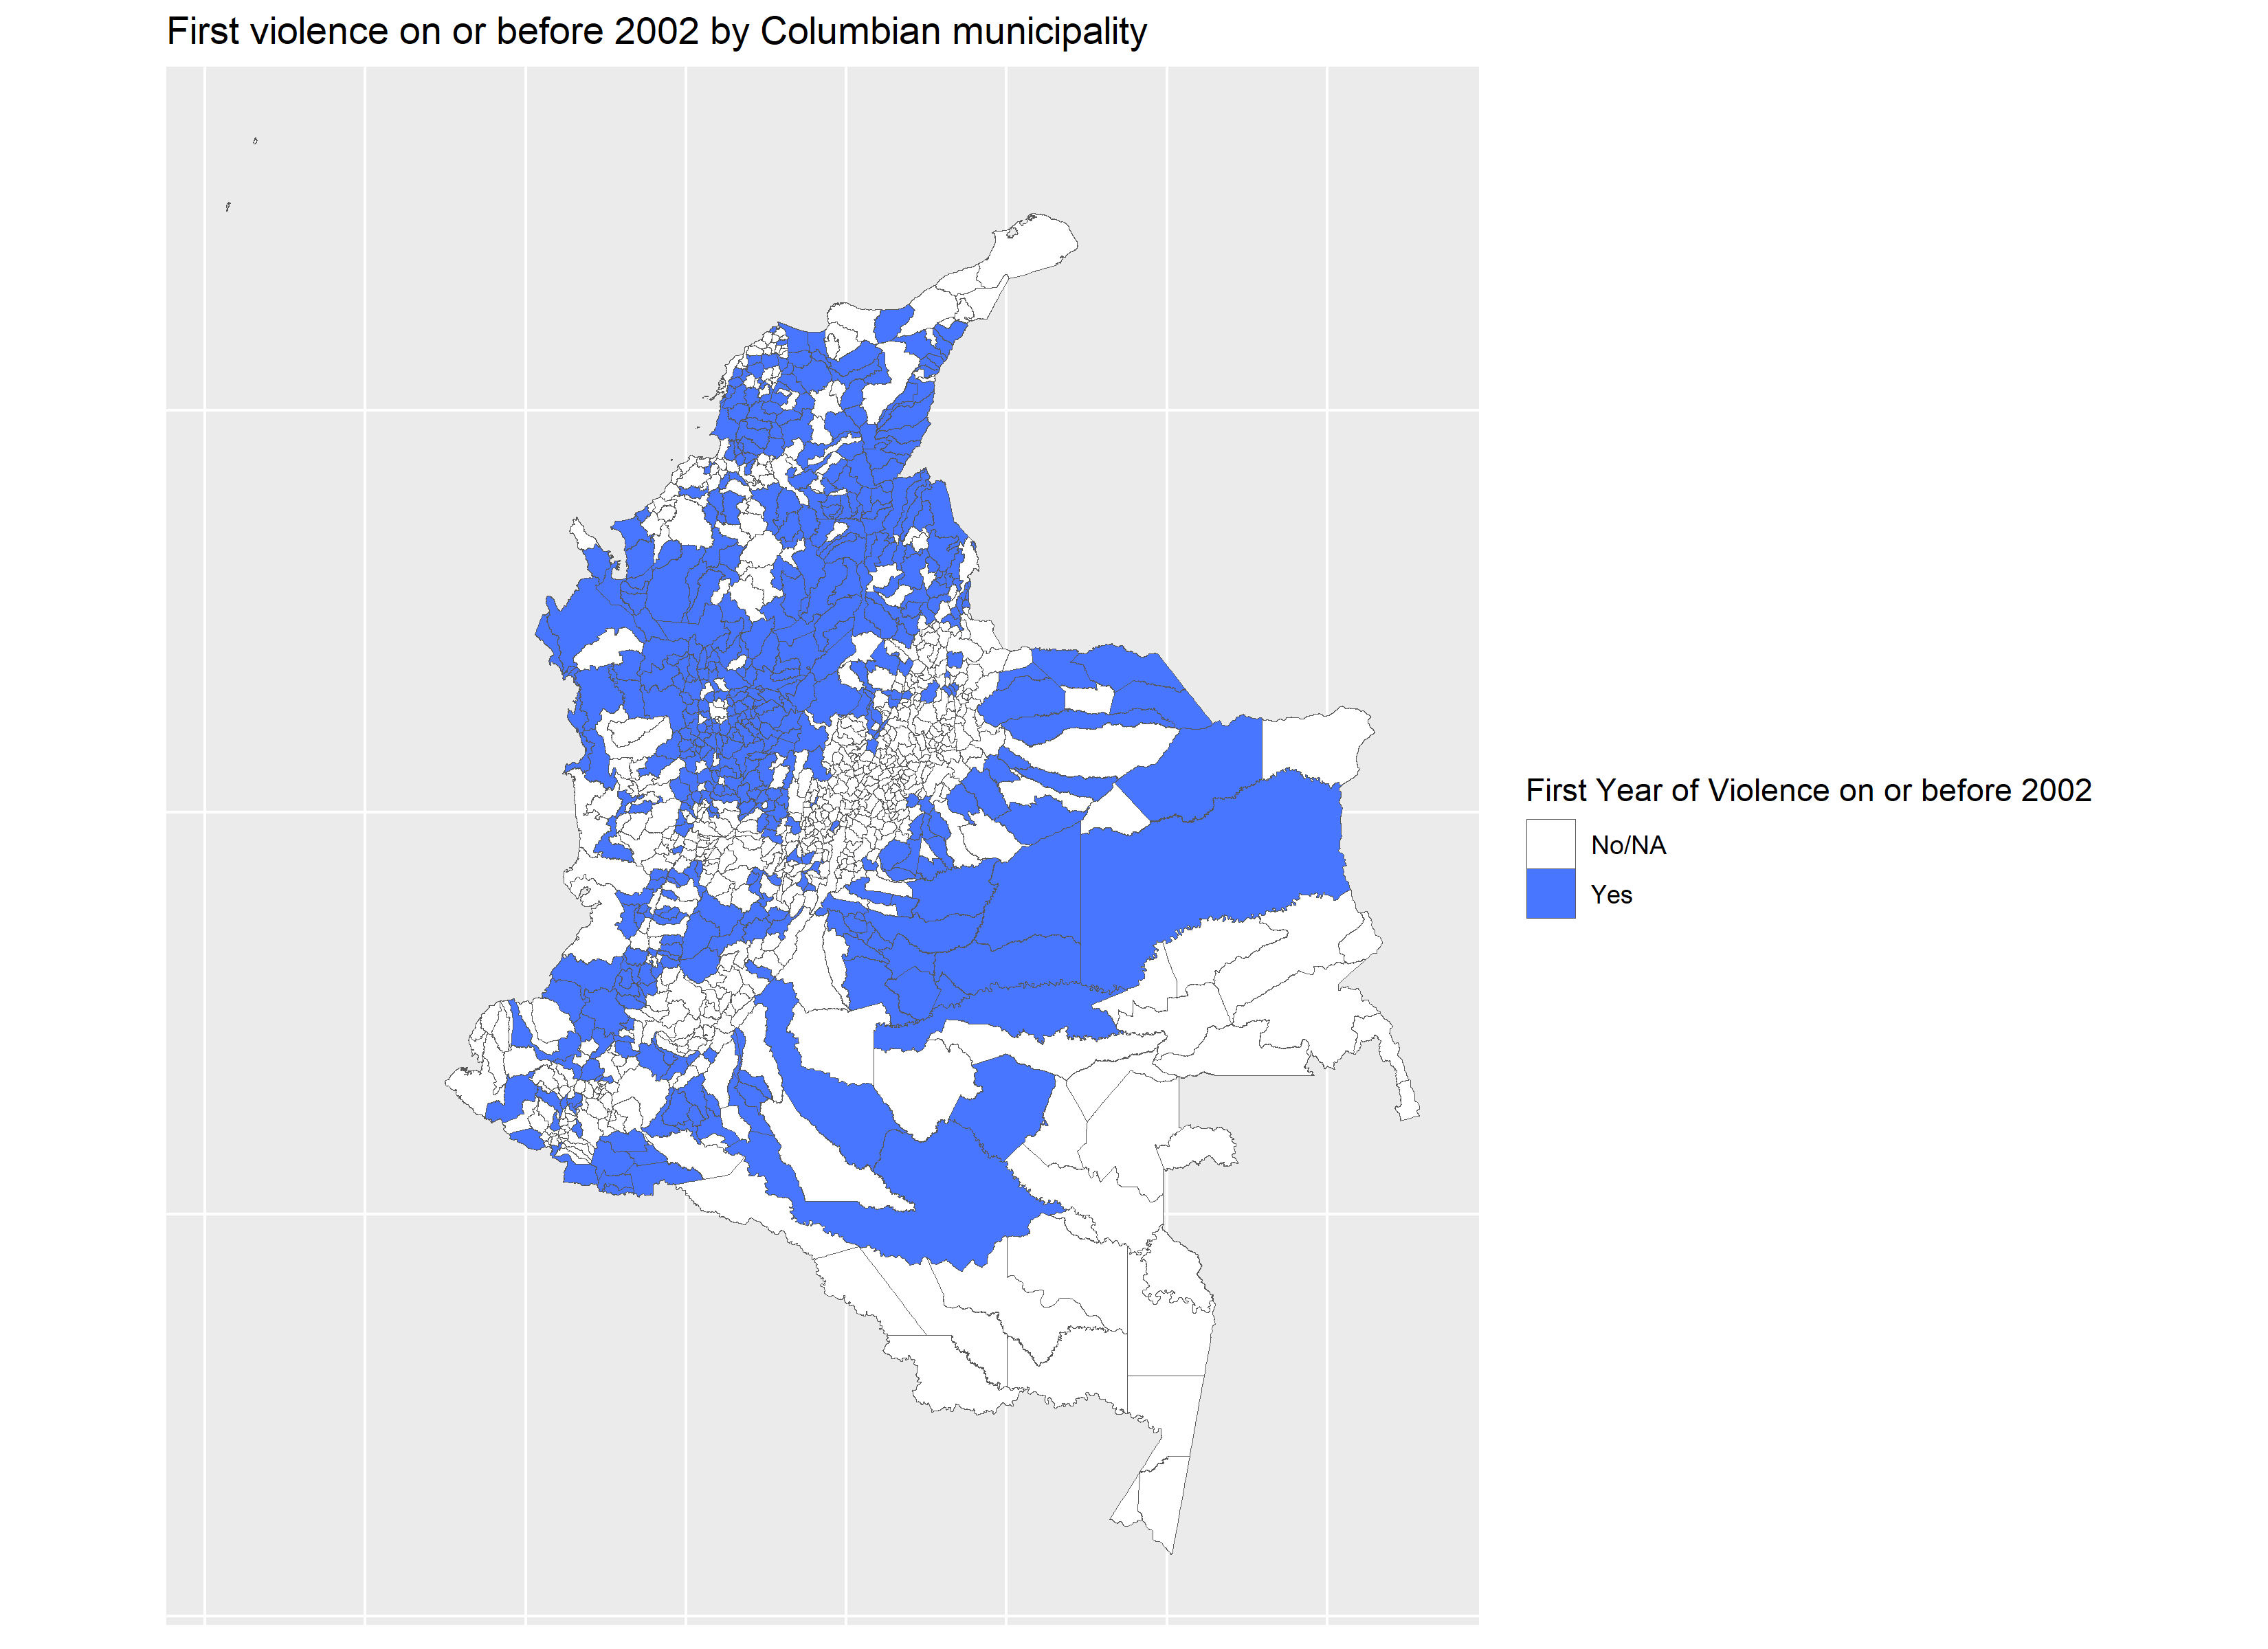 First violence on or before 2002 by Columbian municipality
First Year of Violence on or before 2002
No/NA
Yes